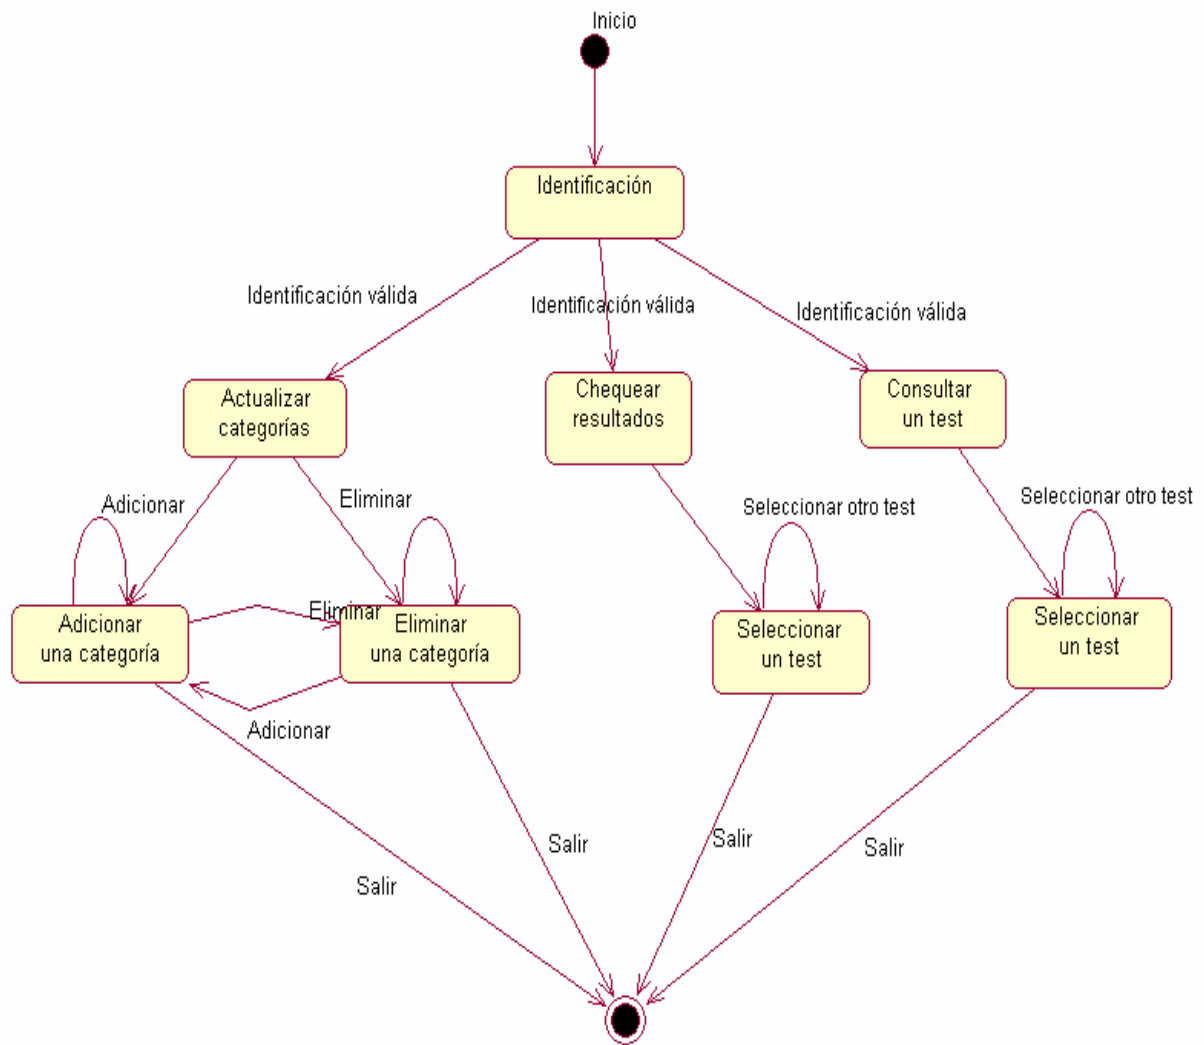 Inicio
Identificación
Identificación válida
Identificación válida
Identificación válida
Actualizar
categorías
Chequear
resultados
Consultar
un test
Adicionar
Eliminar
Seleccionar otro test
Seleccionar otro test
Eliminar
Adicionar
una categoría
Eliminar
una categoría
Seleccionar
un test
Seleccionar
un test
Adicionar
Salir
Salir
Salir
Salir